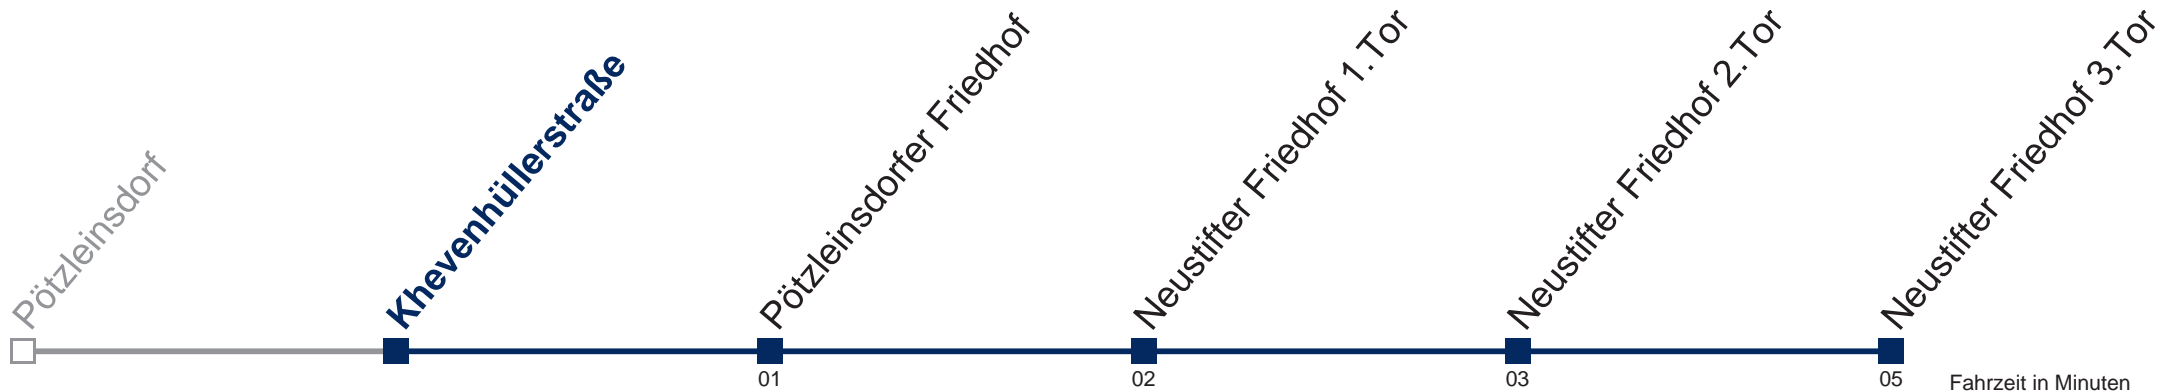 Pötzleinsdorf
Khevenhüllerstraße
Pötzleinsdorfer Friedhof
Neustifter Friedhof 1.Tor
Neustifter Friedhof 2.Tor
Neustifter Friedhof 3.Tor
01
02
03
05
Fahrzeit in Minuten